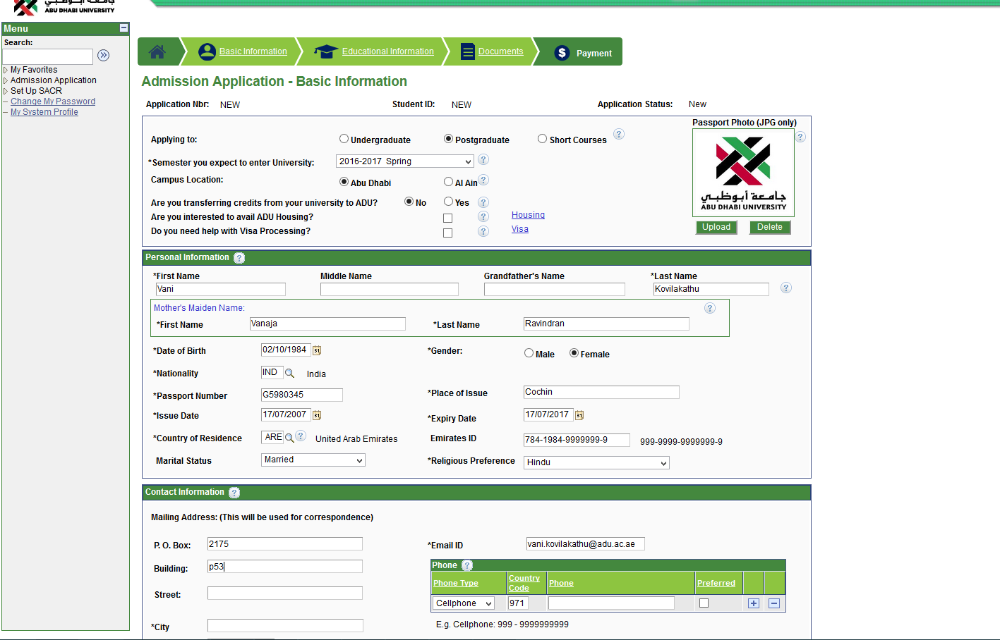 جامعة أبوظبي
ABU DHABI UNIVERSITY
Menu
Search:
My Favorites
Admission Application
Set Up SACR
Change My Password
My System Profile
Basic Information
Educational Information
Documents
$ Payment
Admission Application - Basic Information
Application Nbr: NEW Student ID: NEW Application Status: New
Passport Photo (JPG only)
Applying to: Undergraduate Postgraduate Short Courses ?
?
*Semester you expect to enter University: 2016-2017 Spring ?
Campus Location: Abu Dhabi Al Ain ?
جامعة أبوظبي
ABU DHABI UNIVERSITY
Are you transferring credits from your university to ADU? No Yes ?
Are you interested to avail ADU Housing? ? Housing
Do you need help with Visa Processing? ? Visa
Upload Delete
Personal Information ?
*First Name Middle Name Grandfather's Name *Last Name
Vani Kovilakathu ?
Mother's Maiden Name: ?
*First Name Vanaja *Last Name Ravindran
*Date of Birth 02/10/1984 31 *Gender: Male Female
*Nationality IND India
*Passport Number G5980345 *Place of Issue Cochin
*Issue Date 17/07/2007 31 *Expiry Date 17/07/2017 31
*Country of Residence ARE ? United Arab Emirates Emirates ID 784-1984-9999999-9 999-9999-9999999-9
Marital Status Married *Religious Preference Hindu
Contact Information ?
Mailing Address: (This will be used for correspondence)
P. O. Box: 2175 *Email ID vani.kovilakathu@adu.ac.ae
Building: p53
Phone ?
Phone Type Country Code Phone Preferred
Street:
Cellphone 971
*City
E.g. Cellphone: 999 - 9999999999